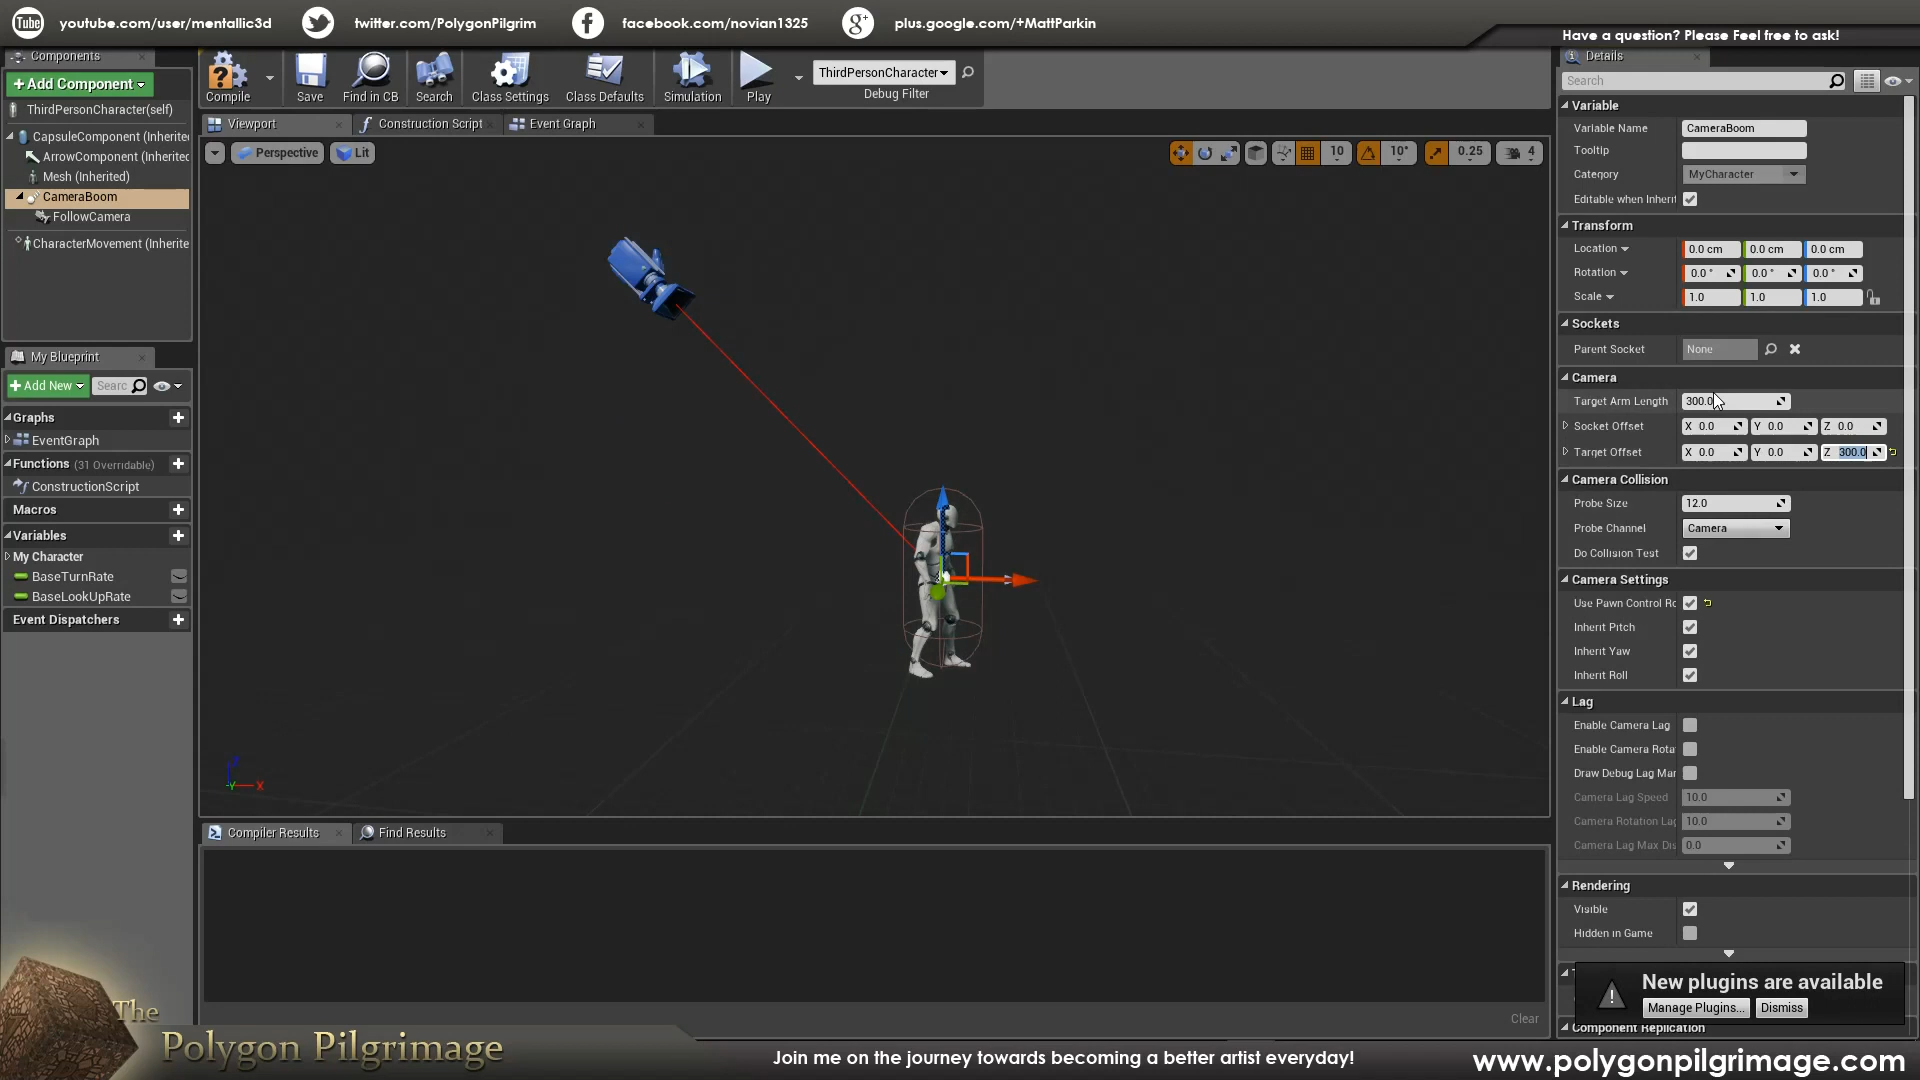 You Tube youtube.com/user/mentallic3d twitter.com/PolygonPilgrim facebook.com/novian1325 plus.google.com/+MattParkin
Have a question? Please Feel free to ask!
Components
Add Component
ThirdPersonCharacter(self)
CapsuleComponent (Inherite
ArrowComponent (Inherited
Mesh (Inherited)
CameraBoom
FollowCamera
CharacterMovement (Inherite
My Blueprint
Add New Searc
Graphs
EventGraph
Functions (31 Overridable)
ConstructionScript
Macros
Variables
My Character
BaseTurnRate
BaseLookUpRate
Event Dispatchers
Compile Save Find in CB Search Class Settings Class Defaults Simulation Play
ThirdPersonCharacter
Debug Filter
Viewport Construction Script Event Graph
Perspective Lit
10 10° 0.25 4
Z X Y
Compiler Results Find Results
Clear
Details
Search
Variable
Variable Name CameraBoom
Tooltip
Category MyCharacter
Editable when Inherit
Transform
Location 0.0 cm 0.0 cm 0.0 cm
Rotation 0.0 ° 0.0 ° 0.0 °
Scale 1.0 1.0 1.0
Sockets
Parent Socket None
Camera
Target Arm Length 300.0
Socket Offset X 0.0 Y 0.0 Z 0.0
Target Offset X 0.0 Y 0.0 Z 300.0
Camera Collision
Probe Size 12.0
Probe Channel Camera
Do Collision Test
Camera Settings
Use Pawn Control Ro
Inherit Pitch
Inherit Yaw
Inherit Roll
Lag
Enable Camera Lag
Enable Camera Rotat
Draw Debug Lag Mar
Camera Lag Speed 10.0
Camera Rotation Lag 10.0
Camera Lag Max Dis 0.0
Rendering
Visible
Hidden in Game
New plugins are available
Manage Plugins... Dismiss
Component Replication
The
Polygon Pilgrimage
Join me on the journey towards becoming a better artist everyday!
www.polygonpilgrimage.com